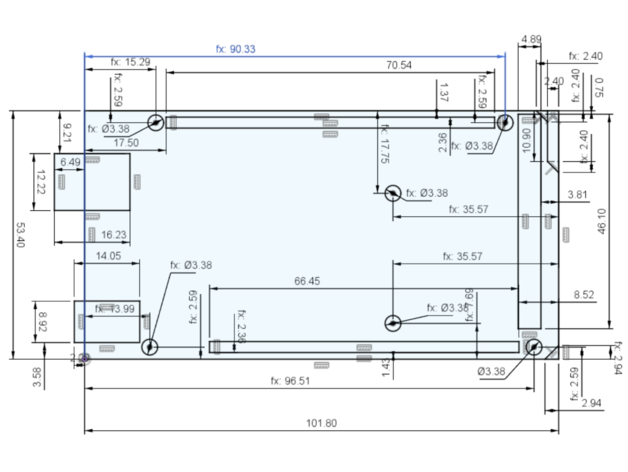 4.89
fx: 90.33
fx: 2.40
fx: 15.29
70.54
2.40
fx: 2.40
0.75
fx: 2.59
1.37
fx: 2.59
9.21
fx: Ø3.38
17.50
fx: 17.75
2.36
fx: Ø3.38
10.90
fx: 2.40
6.49
12.22
fx: Ø3.38
3.81
fx: 35.57
46.10
53.40
16.23
14.05
fx: Ø3.38
fx: 35.57
66.45
8.52
fx: 13.99
fx: 2.59
fx: 2.36
fx: Ø3.38
fx: 7.69
8.92
3.58
1.43
Ø3.38
fx: 2.59
fx: 2.94
fx: 96.51
2.94
101.80